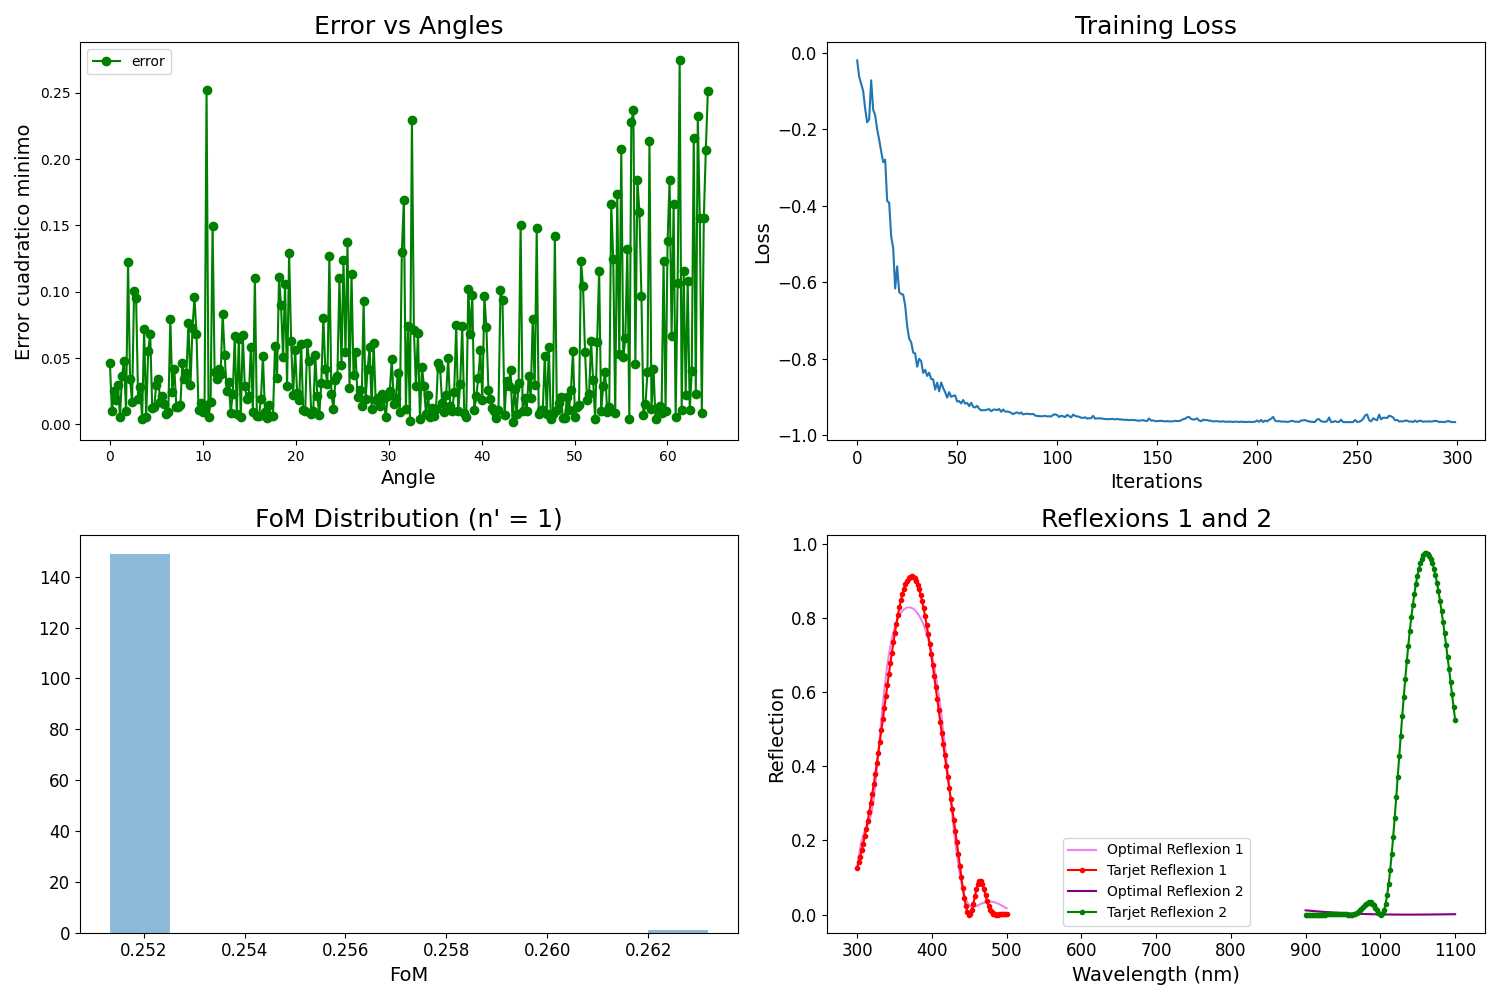 Error vs Angles
error
Error cuadratico minimo
0.25
0.20
0.15
0.10
0.05
0.00
0 10 20 30 40 50 60
Angle
Training Loss
Loss
0.0
−0.2
−0.4
−0.6
−0.8
−1.0
0 50 100 150 200 250 300
Iterations
FoM Distribution (n' = 1)
140
120
100
80
60
40
20
0
0.252 0.254 0.256 0.258 0.260 0.262
FoM
Reflexions 1 and 2
Reflection
1.0
0.8
0.6
0.4
0.2
0.0
Optimal Reflexion 1
Tarjet Reflexion 1
Optimal Reflexion 2
Tarjet Reflexion 2
300 400 500 600 700 800 900 1000 1100
Wavelength (nm)